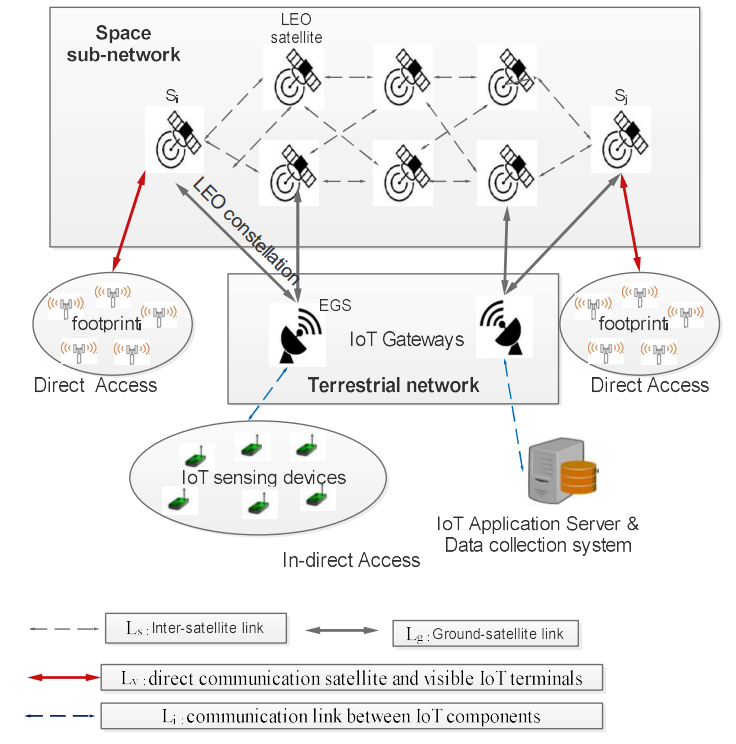 LEO
satellite
Space
sub-network
Si
Sj
LEO constellation
EGS
IoT Gateways
Terrestrial network
footprinti
Direct Access
footprinti
Direct Access
IoT sensing devices
In-direct Access
IoT Application Server &
Data collection system
Ls : Inter-satellite link
Lg : Ground-satellite link
Lv : direct communication satellite and visible IoT terminals
Li : communication link between IoT components